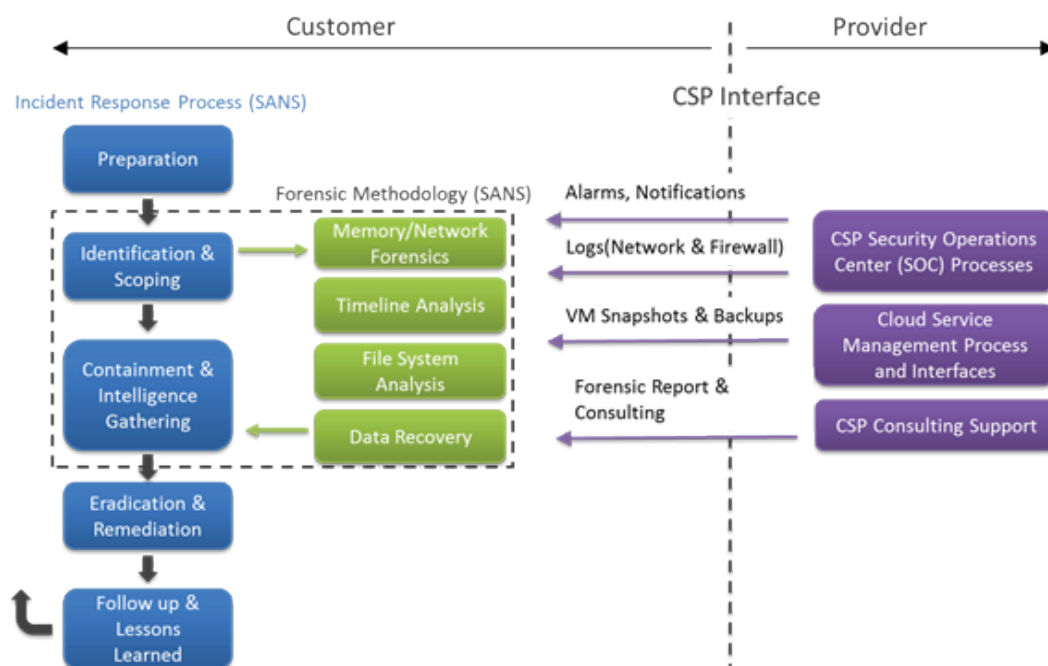 Customer
Provider
Incident Response Process (SANS)
CSP Interface
Preparation
Forensic Methodology (SANS)
Alarms, Notifications
Identification &
Scoping
Memory/Network
Forensics
Logs(Network & Firewall)
CSP Security Operations
Center (SOC) Processes
Timeline Analysis
VM Snapshots & Backups
Cloud Service
Management Process
and Interfaces
Containment &
Intelligence
Gathering
File System
Analysis
Forensic Report &
Consulting
Data Recovery
CSP Consulting Support
Eradication &
Remediation
Follow up &
Lessons
Learned